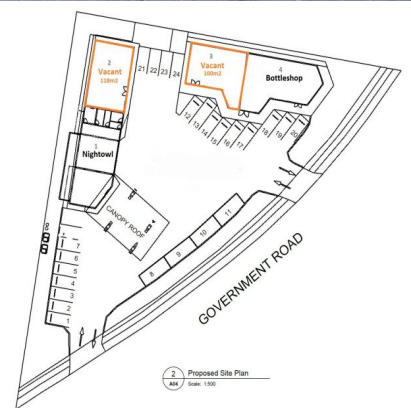 2
Vacant
118m2
21 22 23 24
3
Vacant
100m2
4
Bottleshop
12 13 14 15 16 17 18 19 20
1
Nightowl
CANOPY ROOF
7
6
5
4
3
2
1
8 9 10 11
GOVERNMENT ROAD
2 Proposed Site Plan
A04 Scale: 1:500